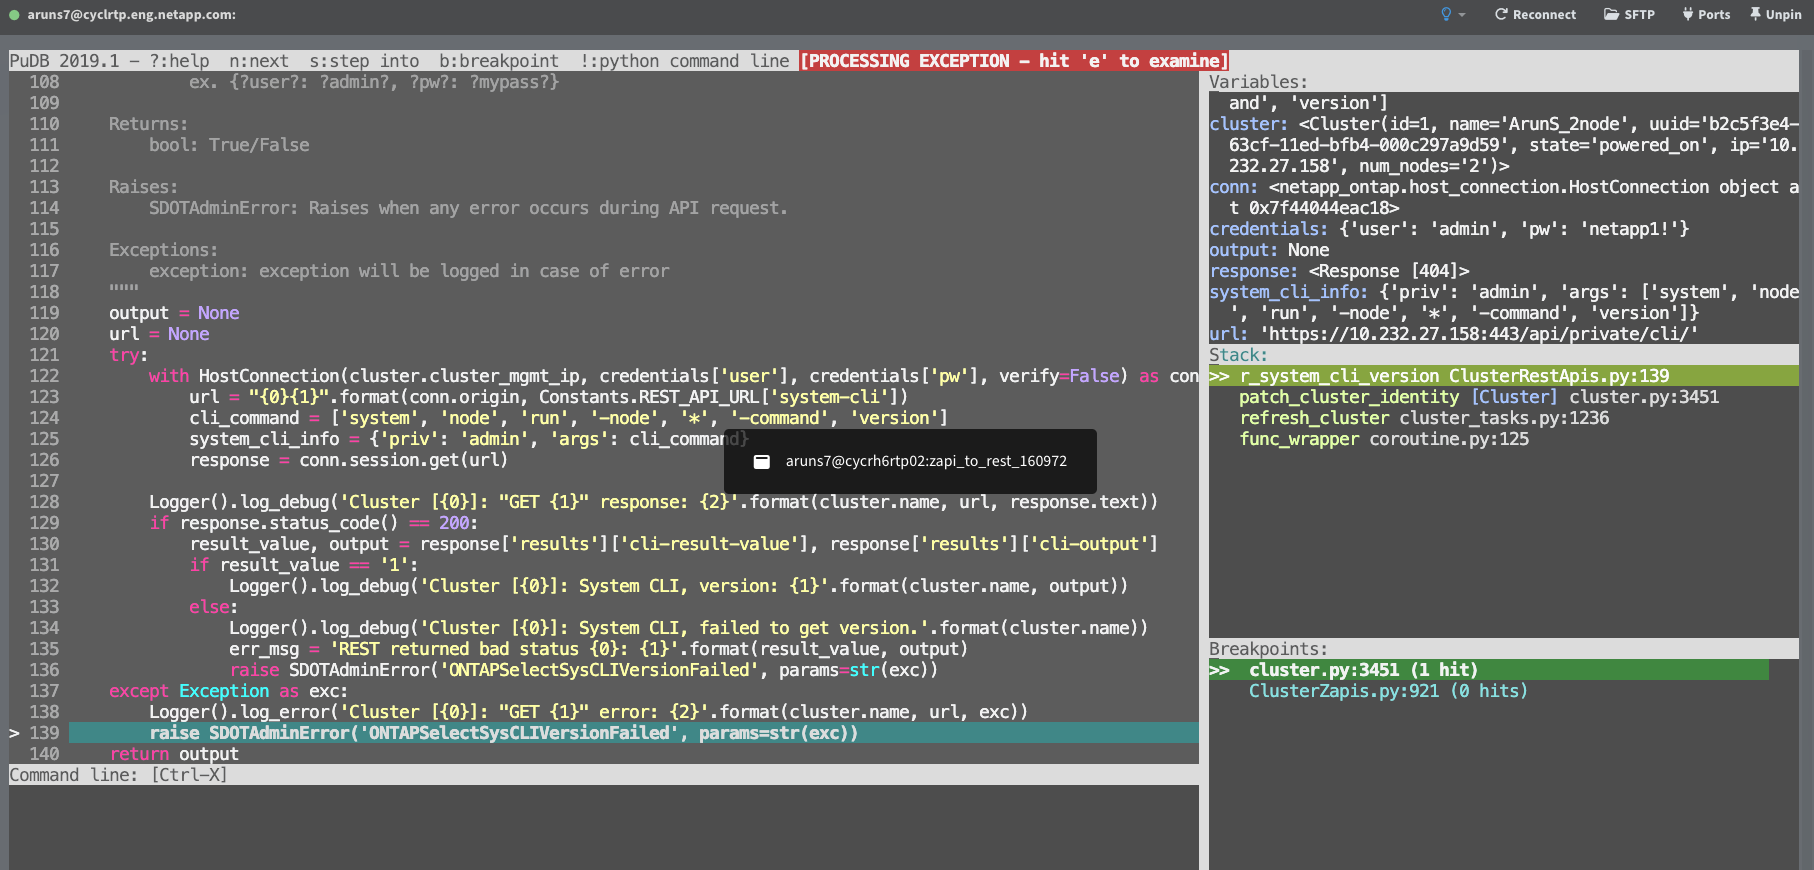 aruns7@cyclrtp.eng.netapp.com:
Reconnect
SFTP
Ports
Unpin
PuDB 2019.1 - ?:help  n:next  s:step into  b:breakpoint  !:python command line [PROCESSING EXCEPTION - hit 'e' to examine]
108             ex. {?user?: ?admin?, ?pw?: ?mypass?}
109
110     Returns:
111         bool: True/False
112
113     Raises:
114         SDOTAdminError: Raises when any error occurs during API request.
115
116     Exceptions:
117         exception: exception will be logged in case of error
118     """
119     output = None
120     url = None
121     try:
122         with HostConnection(cluster.cluster_mgmt_ip, credentials['user'], credentials['pw'], verify=False) as con
123             url = "{0}{1}".format(conn.origin, Constants.REST_API_URL['system-cli'])
124             cli_command = ['system', 'node', 'run', '-node', '*', '-command', 'version']
125             system_cli_info = {'priv': 'admin', 'args': cli_command}
126             response = conn.session.get(url)
127
128         Logger().log_debug('Cluster [{0}]: "GET {1}" response: {2}'.format(cluster.name, url, response.text))
129         if response.status_code() == 200:
130             result_value, output = response['results']['cli-result-value'], response['results']['cli-output']
131             if result_value == '1':
132                 Logger().log_debug('Cluster [{0}]: System CLI, version: {1}'.format(cluster.name, output))
133             else:
134                 Logger().log_debug('Cluster [{0}]: System CLI, failed to get version.'.format(cluster.name))
135                 err_msg = 'REST returned bad status {0}: {1}'.format(result_value, output)
136                 raise SDOTAdminError('ONTAPSelectSysCLIVersionFailed', params=str(exc))
137     except Exception as exc:
138         Logger().log_error('Cluster [{0}]: "GET {1}" error: {2}'.format(cluster.name, url, exc))
> 139         raise SDOTAdminError('ONTAPSelectSysCLIVersionFailed', params=str(exc))
140     return output
aruns7@cycrh6rtp02:zapi_to_rest_160972
Command line: [Ctrl-X]
Variables:
and', 'version']
cluster: <Cluster(id=1, name='ArunS_2node', uuid='b2c5f3e4-
63cf-11ed-bfb4-000c297a9d59', state='powered_on', ip='10.
232.27.158', num_nodes='2')>
conn: <netapp_ontap.host_connection.HostConnection object a
t 0x7f44044eac18>
credentials: {'user': 'admin', 'pw': 'netapp1!'}
output: None
response: <Response [404]>
system_cli_info: {'priv': 'admin', 'args': ['system', 'node
', 'run', '-node', '*', '-command', 'version']}
url: 'https://10.232.27.158:443/api/private/cli/'
Stack:
>> r_system_cli_version ClusterRestApis.py:139
patch_cluster_identity [Cluster] cluster.py:3451
refresh_cluster cluster_tasks.py:1236
func_wrapper coroutine.py:125
Breakpoints:
>>  cluster.py:3451 (1 hit)
ClusterZapis.py:921 (0 hits)